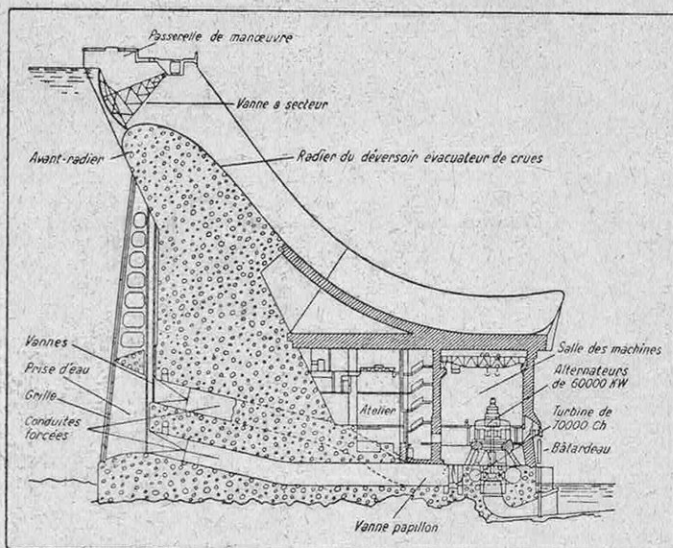 Passerelle de manœuvre
Vanne a secteur
Avant-radier
Radier du déversoir évacuateur de crues
Vannes
Prise d'eau
Grille
Conduites
forcées
Atelier
Salle des machines
Alternateurs
de 60000 KW
Turbine de
70000 Ch
Bâtardeau
Vanne papillon